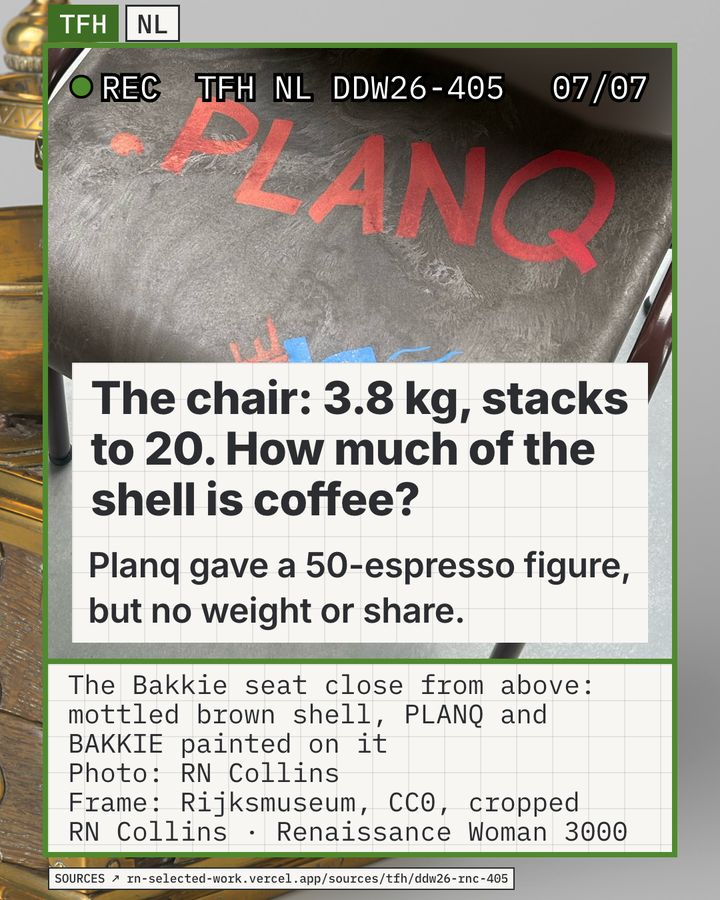 TFH NL
REC TFH NL DDW26-405 07/07
PLANQ
The chair: 3.8 kg, stacks
to 20. How much of the
shell is coffee?
Planq gave a 50-espresso figure,
but no weight or share.
The Bakkie seat close from above:
mottled brown shell, PLANQ and
BAKKIE painted on it
Photo: RN Collins
Frame: Rijksmuseum, CC0, cropped
RN Collins · Renaissance Woman 3000
SOURCES ↗ rn-selected-work.vercel.app/sources/tfh/ddw26-rnc-405